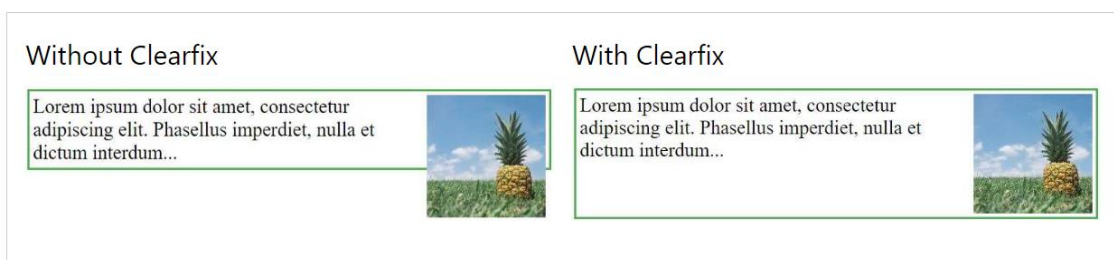 Without Clearfix
Lorem ipsum dolor sit amet, consectetur
adipiscing elit. Phasellus imperdiet, nulla et
dictum interdum...
With Clearfix
Lorem ipsum dolor sit amet, consectetur
adipiscing elit. Phasellus imperdiet, nulla et
dictum interdum...